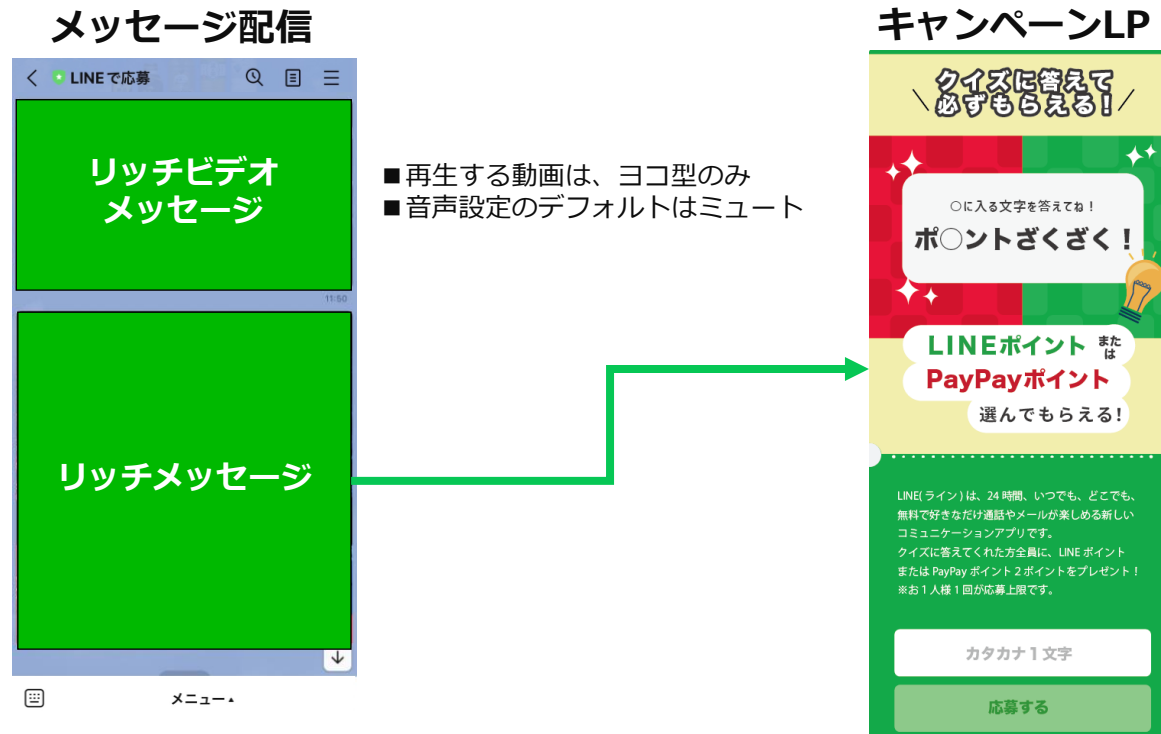 メッセージ配信
キャンペーンLP
LINEで応募
リッチビデオ
メッセージ
11:50
リッチメッセージ
メニュー▲
■再生する動画は、ヨコ型のみ
■音声設定のデフォルトはミュート
\クイズに答えて
必ずもらえる!/
○に入る文字を答えてね!
ポ○ントざくざく!
LINEポイント または
PayPayポイント
選んでもらえる!
LINE(ライン)は、24時間、いつでも、どこでも、
無料で好きなだけ通話やメールが楽しめる新しい
コミュニケーションアプリです。
クイズに答えてくれた方全員に、LINE ポイント
または PayPay ポイント2ポイントをプレゼント!
※お1人様1回が応募上限です。
カタカナ1文字
応募する